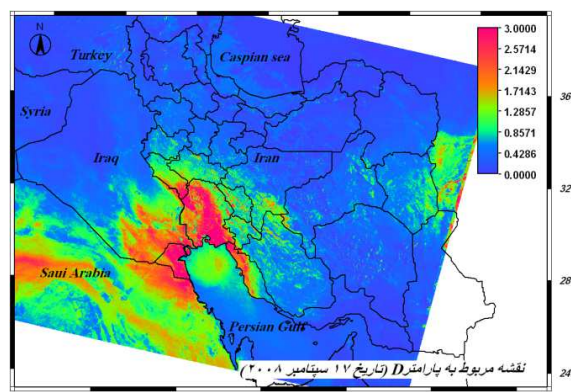 N
Turkey
Caspian sea
Syria
Iraq
Iran
Saui Arabia
Persian Gulf
3.0000
2.5714
2.1429
1.7143
1.2857
0.8571
0.4286
0.0000
36
32
28
24
نقشه مربوط به پارامتر D (تاریخ ۱۷ سپتامبر ۲۰۰۸)